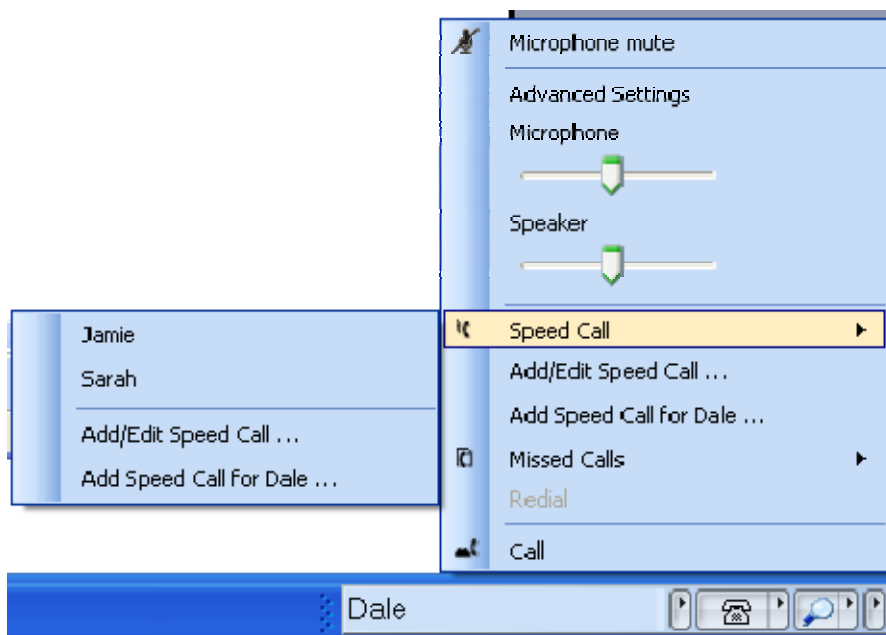 Microphone mute
Advanced Settings
Microphone
Speaker
Speed Call
Add/Edit Speed Call ...
Add Speed Call for Dale ...
Missed Calls
Redial
Call
Jamie
Sarah
Add/Edit Speed Call ...
Add Speed Call for Dale ...
Dale